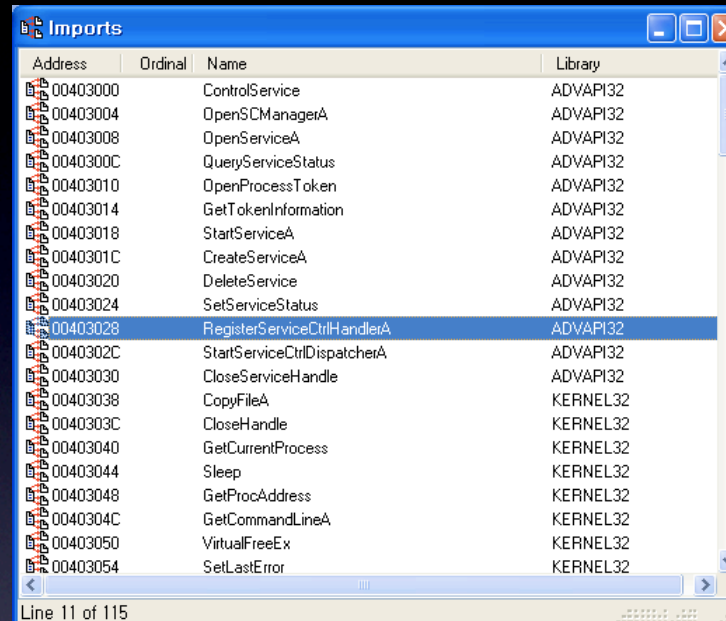 Imports
Address Ordinal Name Library
00403000 ControlService ADVAPI32
00403004 OpenSCManagerA ADVAPI32
00403008 OpenServiceA ADVAPI32
0040300C QueryServiceStatus ADVAPI32
00403010 OpenProcessToken ADVAPI32
00403014 GetTokenInformation ADVAPI32
00403018 StartServiceA ADVAPI32
0040301C CreateServiceA ADVAPI32
00403020 DeleteService ADVAPI32
00403024 SetServiceStatus ADVAPI32
00403028 RegisterServiceCtrlHandlerA ADVAPI32
0040302C StartServiceCtrlDispatcherA ADVAPI32
00403030 CloseServiceHandle ADVAPI32
00403038 CopyFileA KERNEL32
0040303C CloseHandle KERNEL32
00403040 GetCurrentProcess KERNEL32
00403044 Sleep KERNEL32
00403048 GetProcAddress KERNEL32
0040304C GetCommandLineA KERNEL32
00403050 VirtualFreeEx KERNEL32
00403054 SetLastError KERNEL32
Line 11 of 115